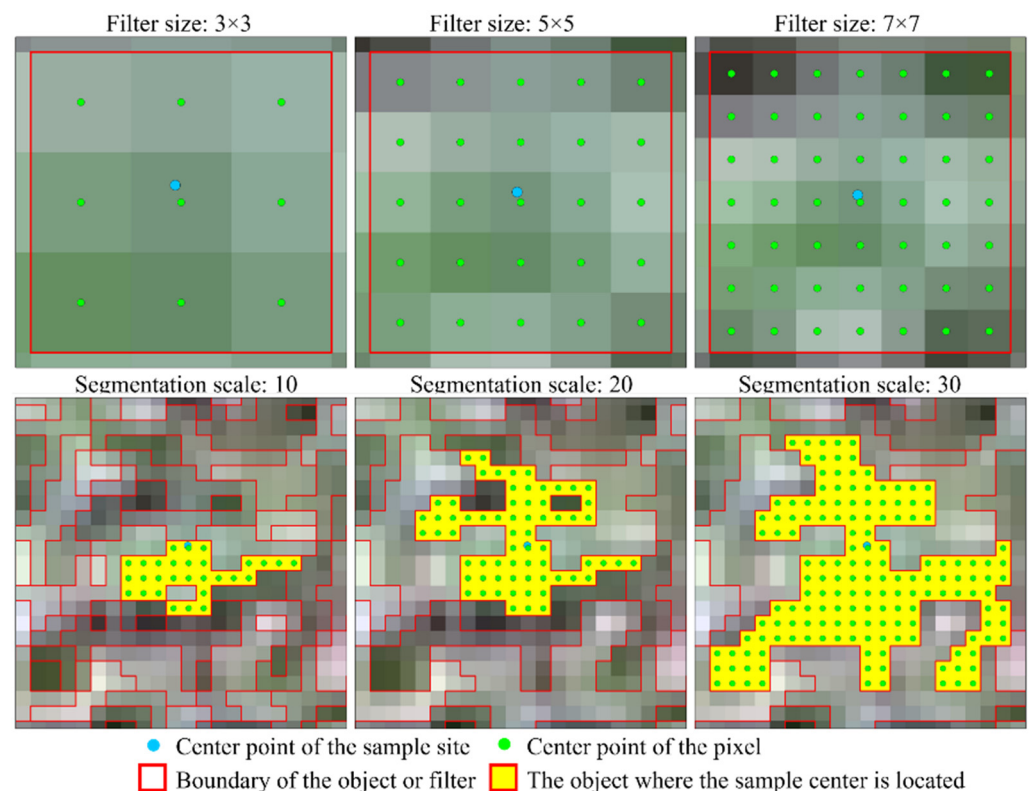 Filter size: 3×3
Filter size: 5×5
Filter size: 7×7
Segmentation scale: 10
Segmentation scale: 20
Segmentation scale: 30
Center point of the sample site
Center point of the pixel
Boundary of the object or filter
The object where the sample center is located